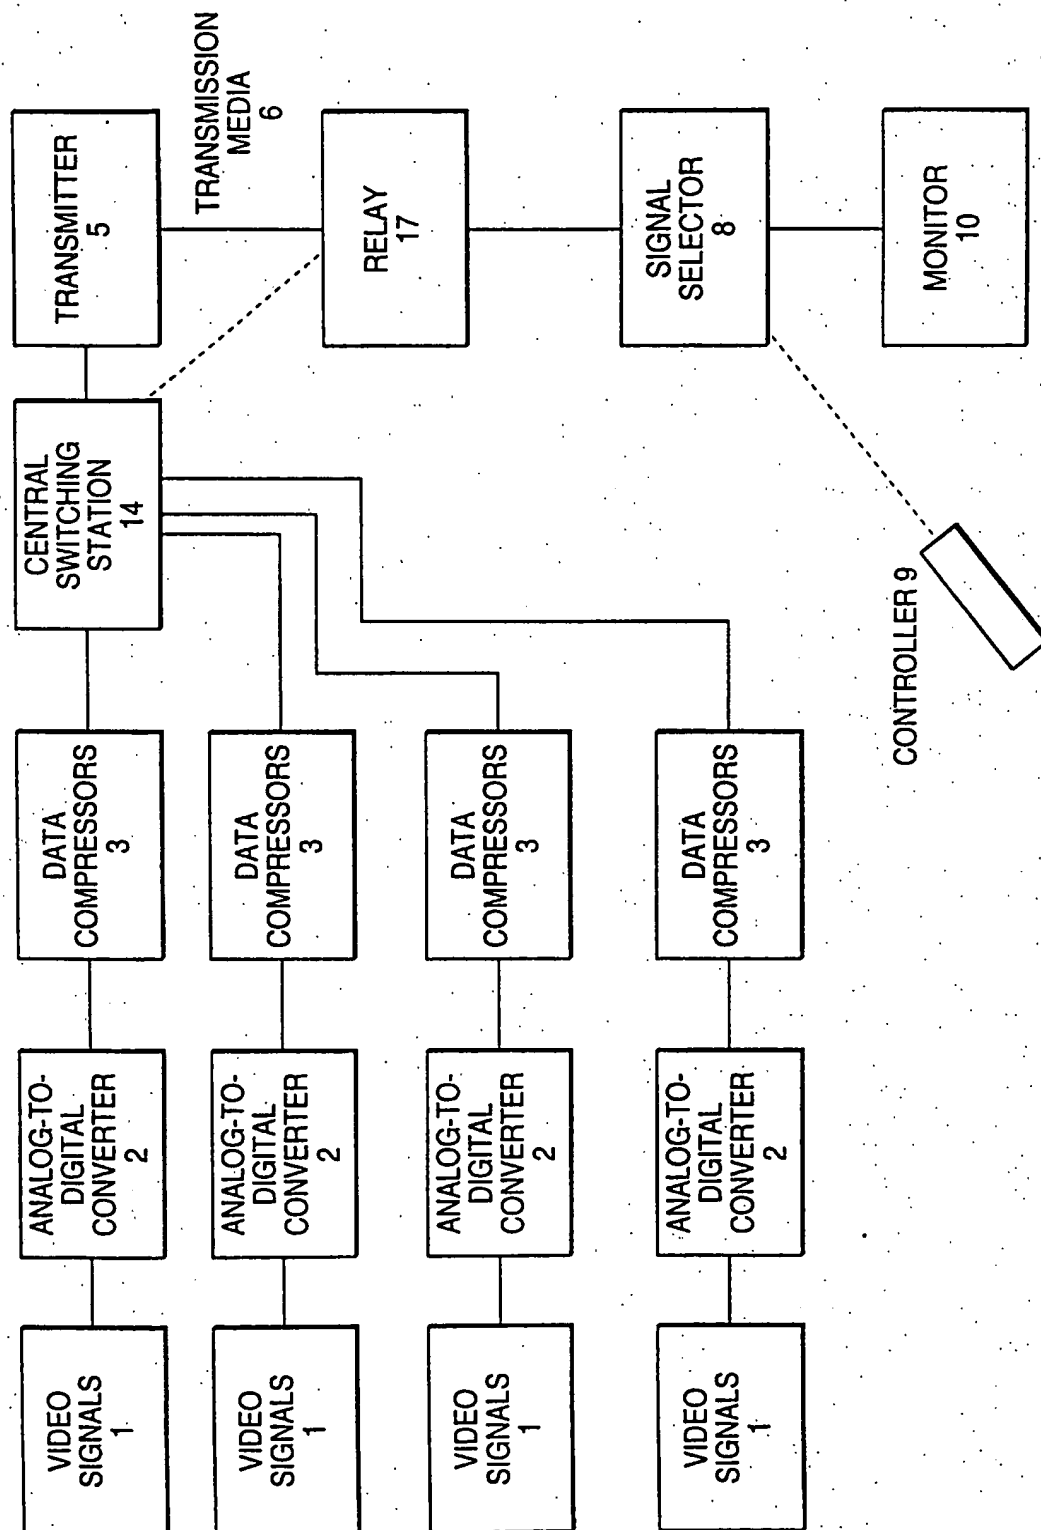 VIDEO
SIGNALS
1
ANALOG-TO-
DIGITAL
CONVERTER
2
DATA
COMPRESSORS
3
CENTRAL
SWITCHING
STATION
14
TRANSMITTER
5
VIDEO
SIGNALS
1
ANALOG-TO-
DIGITAL
CONVERTER
2
DATA
COMPRESSORS
3
TRANSMISSION
MEDIA
6
VIDEO
SIGNALS
1
ANALOG-TO-
DIGITAL
CONVERTER
2
DATA
COMPRESSORS
3
RELAY
17
VIDEO
SIGNALS
1
ANALOG-TO-
DIGITAL
CONVERTER
2
DATA
COMPRESSORS
3
SIGNAL
SELECTOR
8
CONTROLLER 9
MONITOR
10